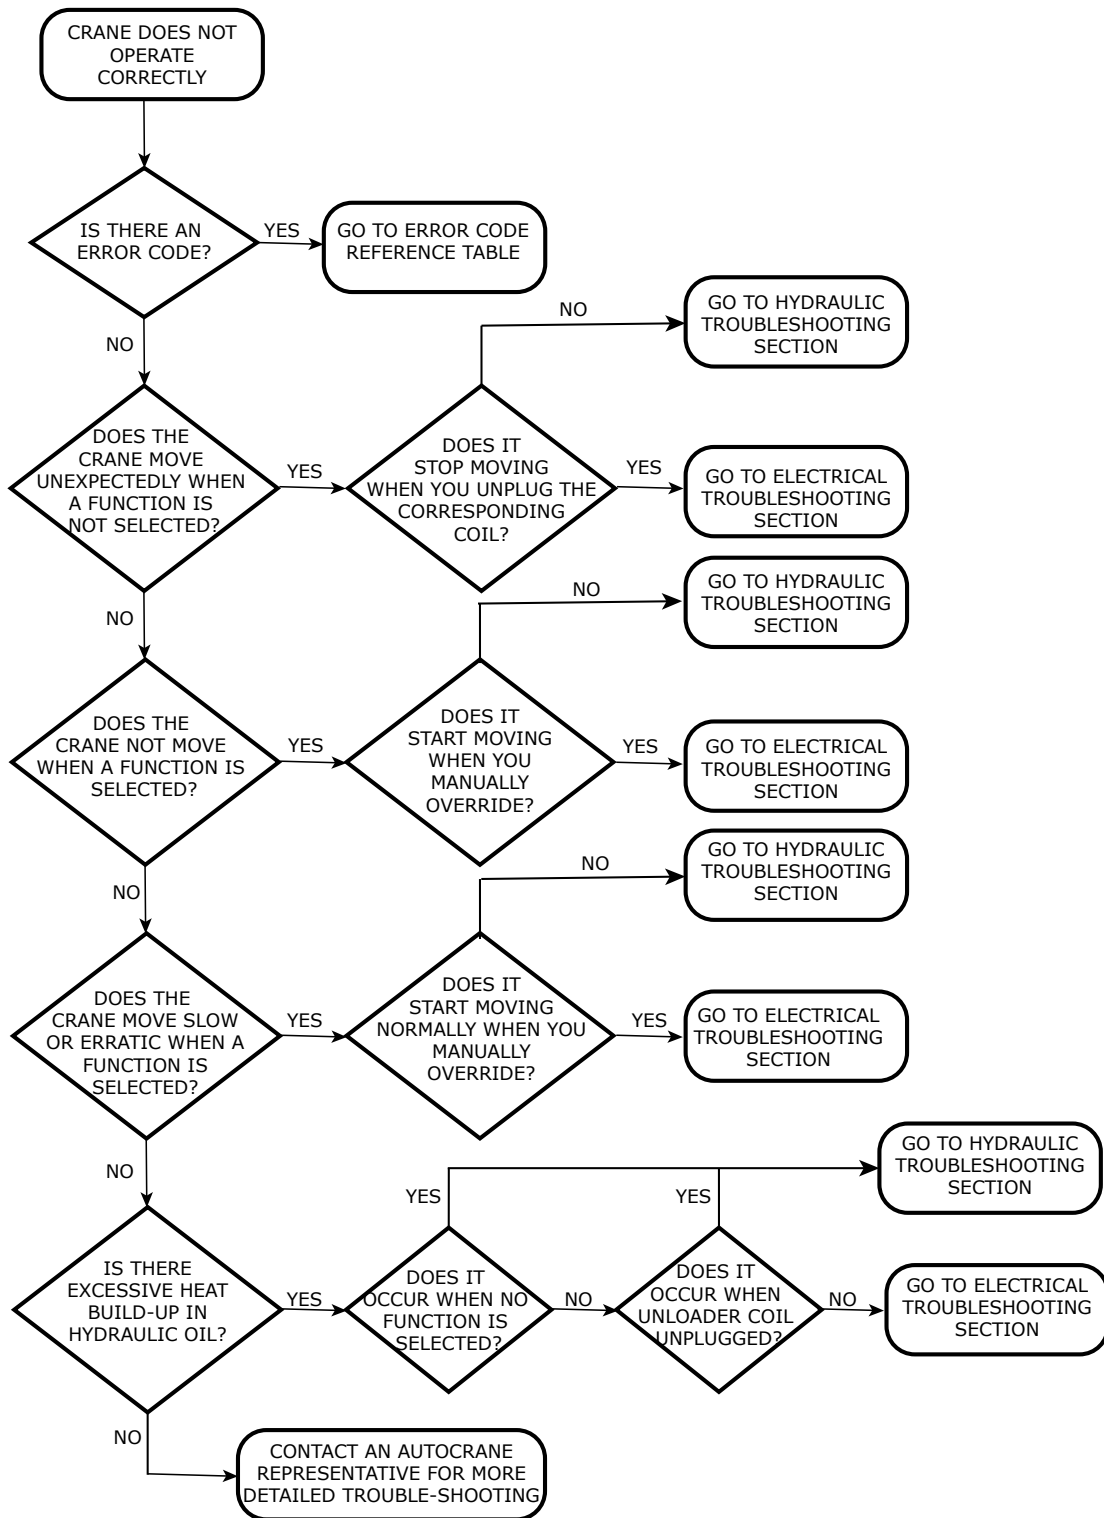 CRANE DOES NOT
OPERATE
CORRECTLY
IS THERE AN
ERROR CODE?
YES
GO TO ERROR CODE
REFERENCE TABLE
NO
NO
GO TO HYDRAULIC
TROUBLESHOOTING
SECTION
DOES THE
CRANE MOVE
UNEXPECTEDLY WHEN
A FUNCTION IS
NOT SELECTED?
YES
DOES IT
STOP MOVING
WHEN YOU UNPLUG THE
CORRESPONDING
COIL?
YES
GO TO ELECTRICAL
TROUBLESHOOTING
SECTION
NO
NO
GO TO HYDRAULIC
TROUBLESHOOTING
SECTION
DOES THE
CRANE NOT MOVE
WHEN A FUNCTION IS
SELECTED?
YES
DOES IT
START MOVING
WHEN YOU
MANUALLY
OVERRIDE?
YES
GO TO ELECTRICAL
TROUBLESHOOTING
SECTION
NO
NO
GO TO HYDRAULIC
TROUBLESHOOTING
SECTION
DOES THE
CRANE MOVE SLOW
OR ERRATIC WHEN A
FUNCTION IS
SELECTED?
YES
DOES IT
START MOVING
NORMALLY WHEN YOU
MANUALLY
OVERRIDE?
YES
GO TO ELECTRICAL
TROUBLESHOOTING
SECTION
NO
YES
YES
GO TO HYDRAULIC
TROUBLESHOOTING
SECTION
IS THERE
EXCESSIVE HEAT
BUILD-UP IN
HYDRAULIC OIL?
YES
DOES IT
OCCUR WHEN NO
FUNCTION IS
SELECTED?
NO
DOES IT
OCCUR WHEN
UNLOADER COIL
UNPLUGGED?
NO
GO TO ELECTRICAL
TROUBLESHOOTING
SECTION
NO
CONTACT AN AUTOCRANE
REPRESENTATIVE FOR MORE
DETAILED TROUBLE-SHOOTING